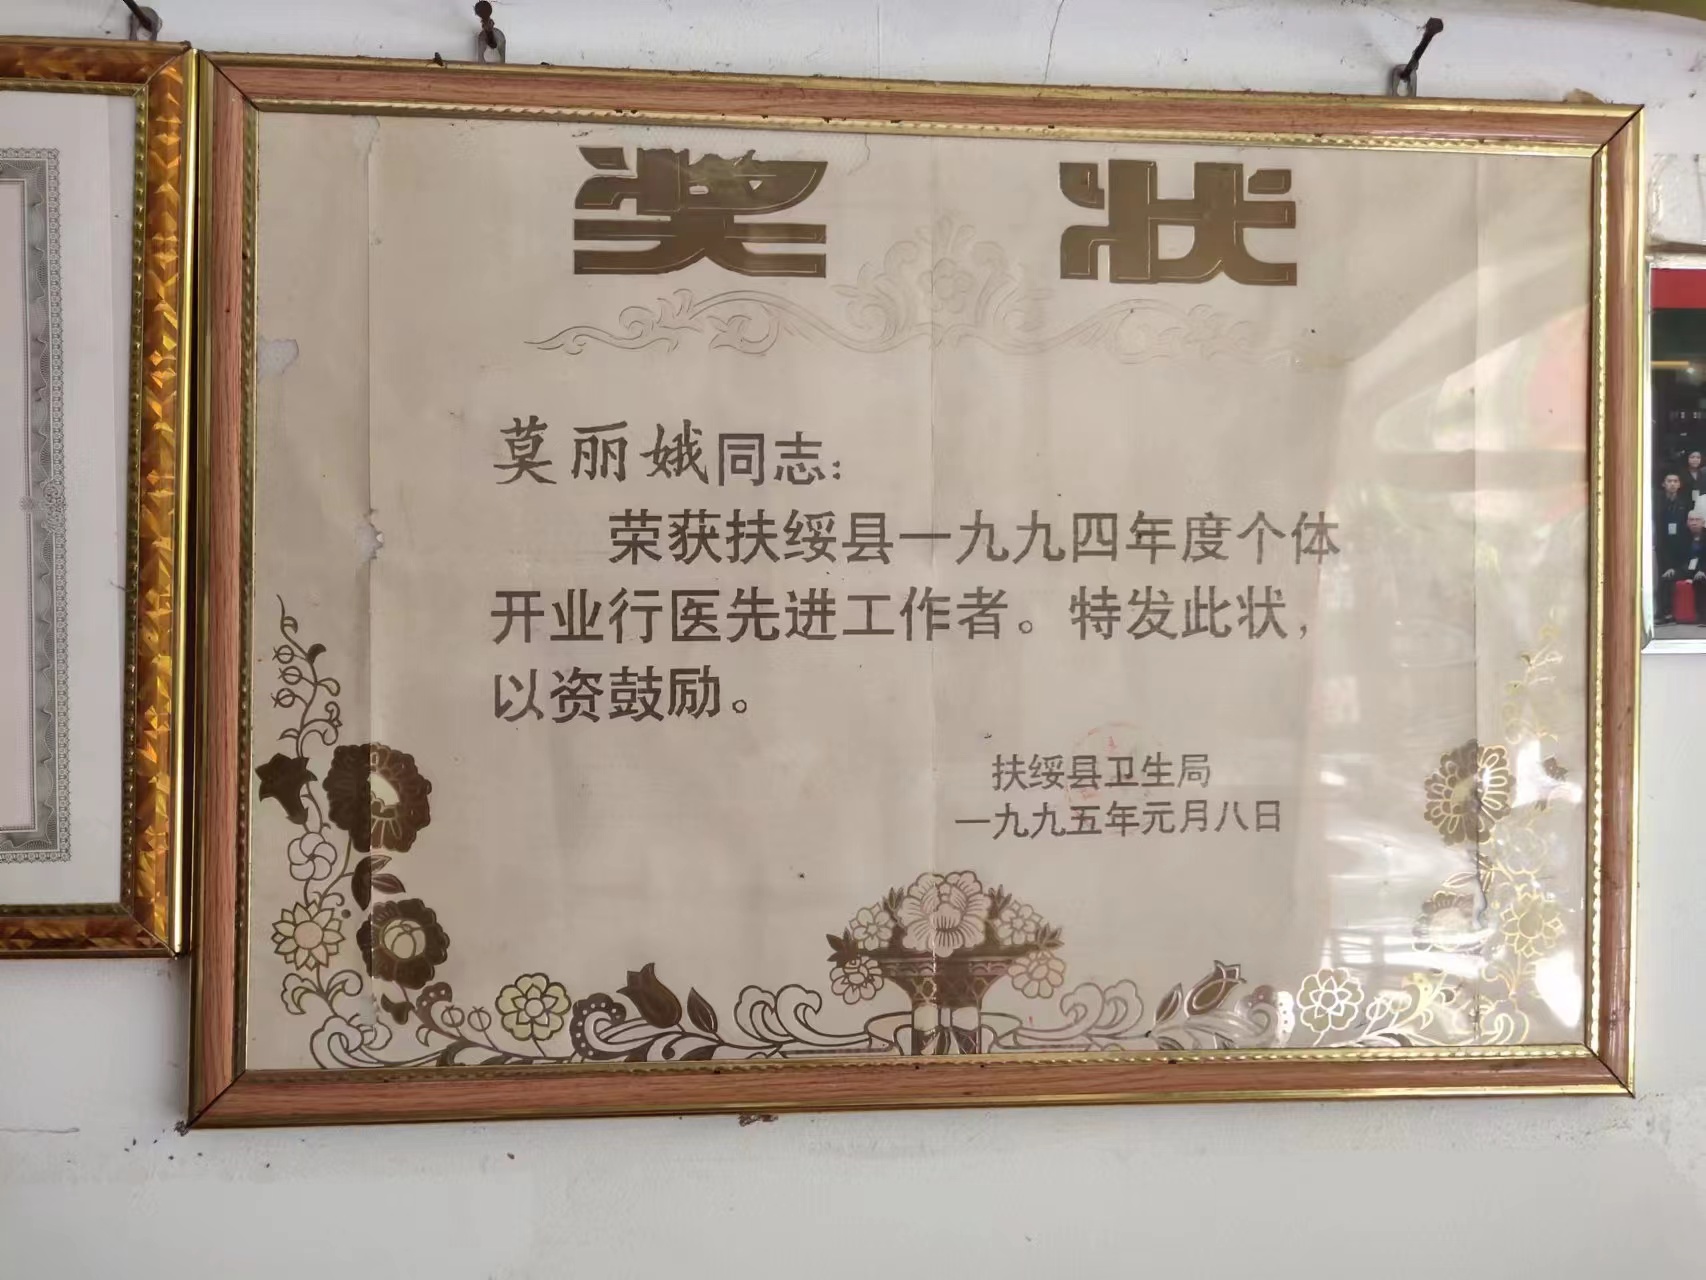 奖状
莫丽娥同志：
荣获扶绥县一九九四年度个体
开业行医先进工作者。特发此状，
以资鼓励。
扶绥县卫生局
一九九五年元月八日